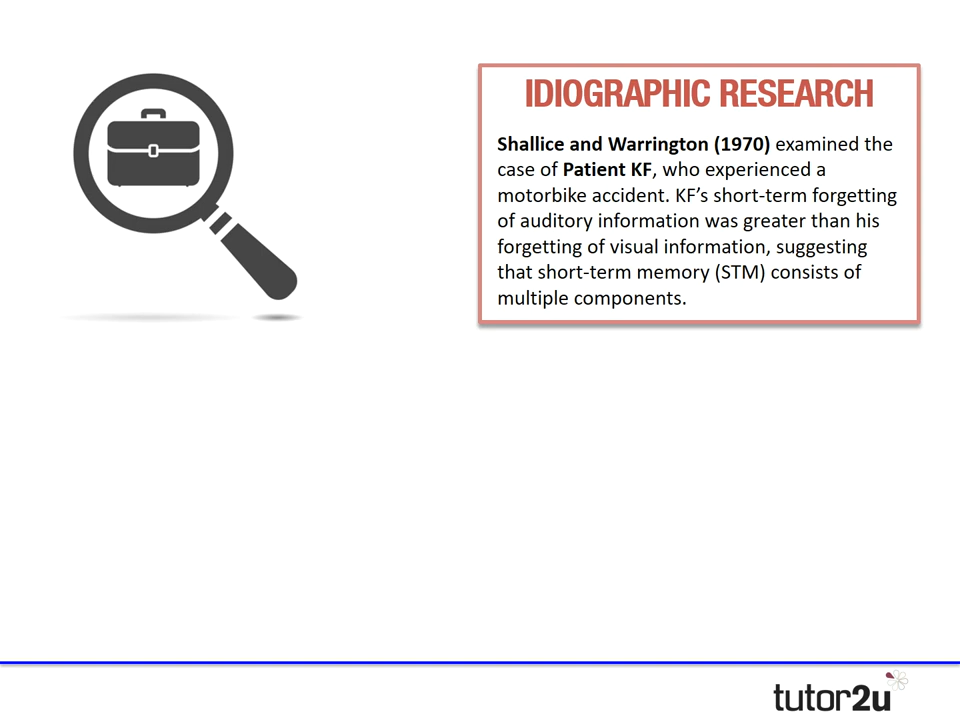 IDIOGRAPHIC RESEARCH
Shallice and Warrington (1970) examined the
case of Patient KF, who experienced a
motorbike accident. KF’s short-term forgetting
of auditory information was greater than his
forgetting of visual information, suggesting
that short-term memory (STM) consists of
multiple components.
tutor2u